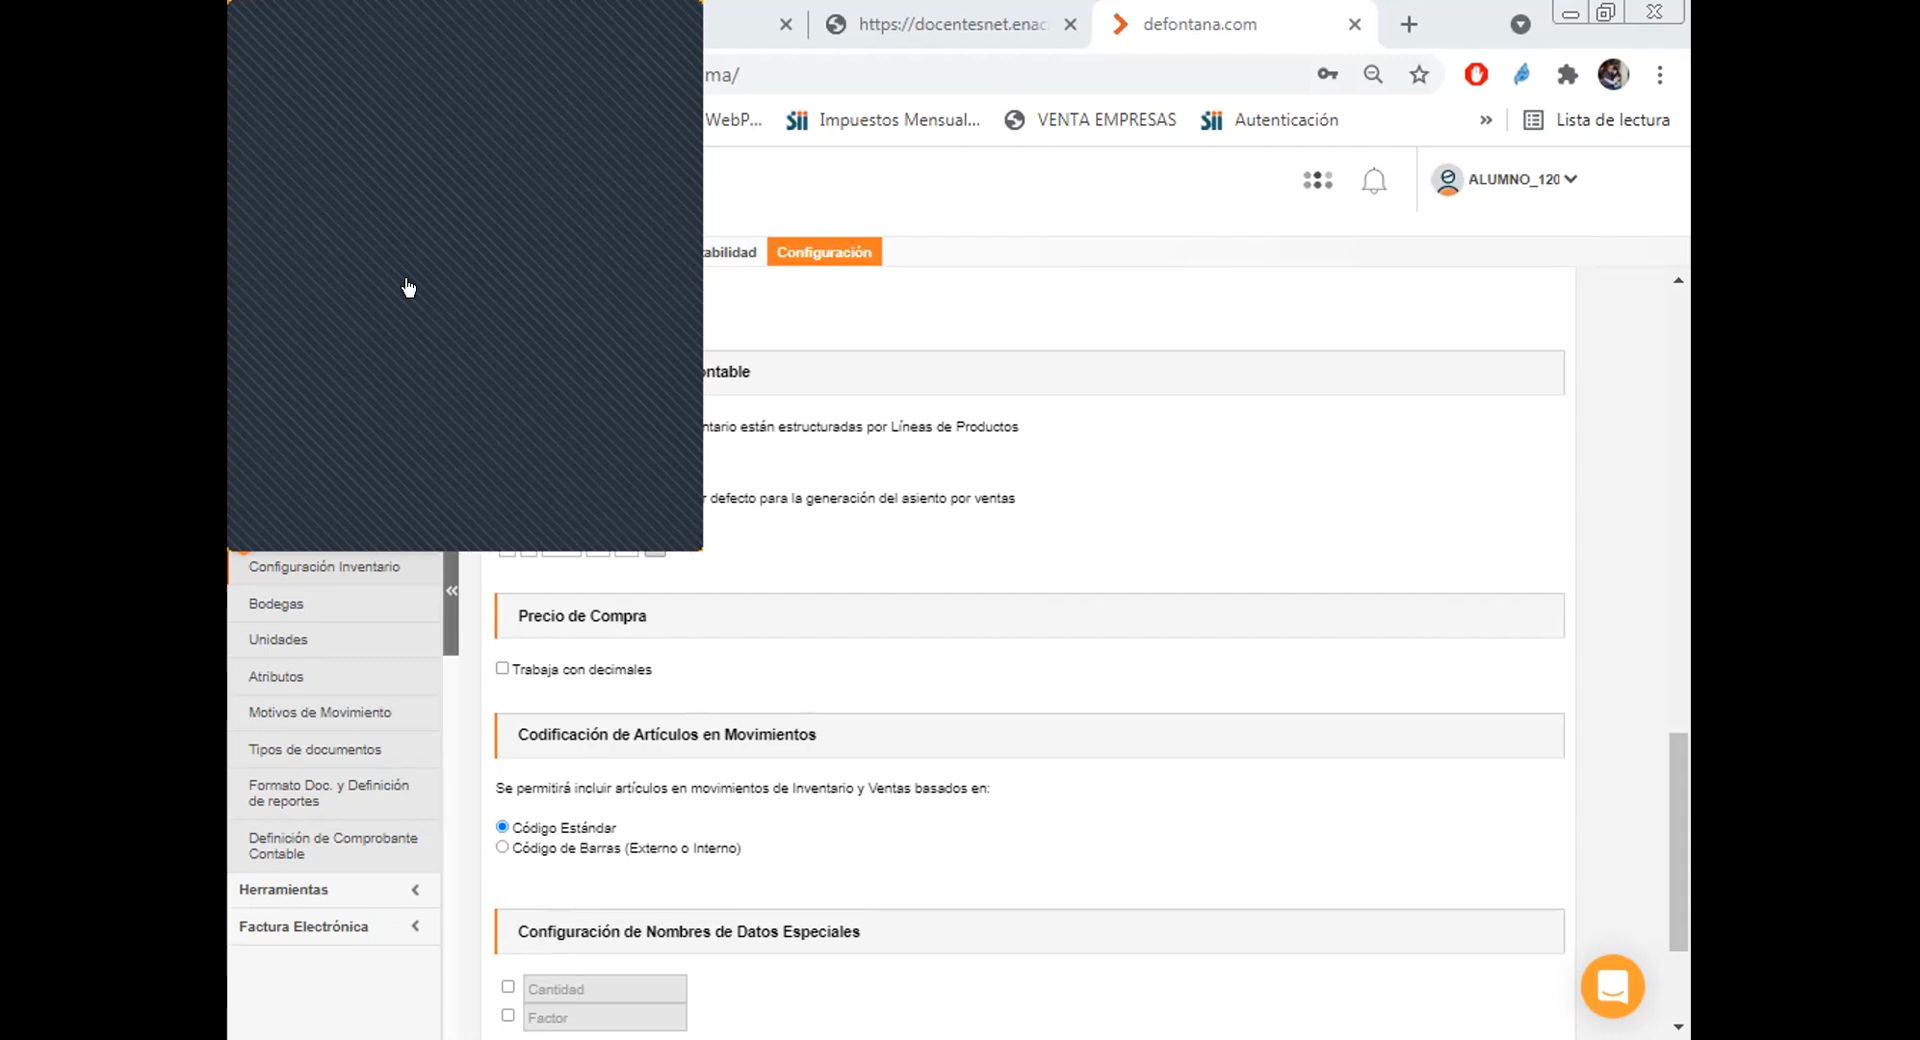 https://docentesnet.enac
defontana.com
ma/
WebP...
Sii Impuestos Mensual...
VENTA EMPRESAS
Sii Autenticación
»
Lista de lectura
ALUMNO_120
tabilidad
Configuración
ontable
ntario están estructuradas por Líneas de Productos
r defecto para la generación del asiento por ventas
Configuración Inventario
Bodegas
Unidades
Atributos
Motivos de Movimiento
Tipos de documentos
Formato Doc. y Definición
de reportes
Definición de Comprobante
Contable
Herramientas
Factura Electrónica
«
Precio de Compra
Trabaja con decimales
Codificación de Artículos en Movimientos
Se permitirá incluir artículos en movimientos de Inventario y Ventas basados en:
Código Estándar
Código de Barras (Externo o Interno)
Configuración de Nombres de Datos Especiales
Cantidad
Factor